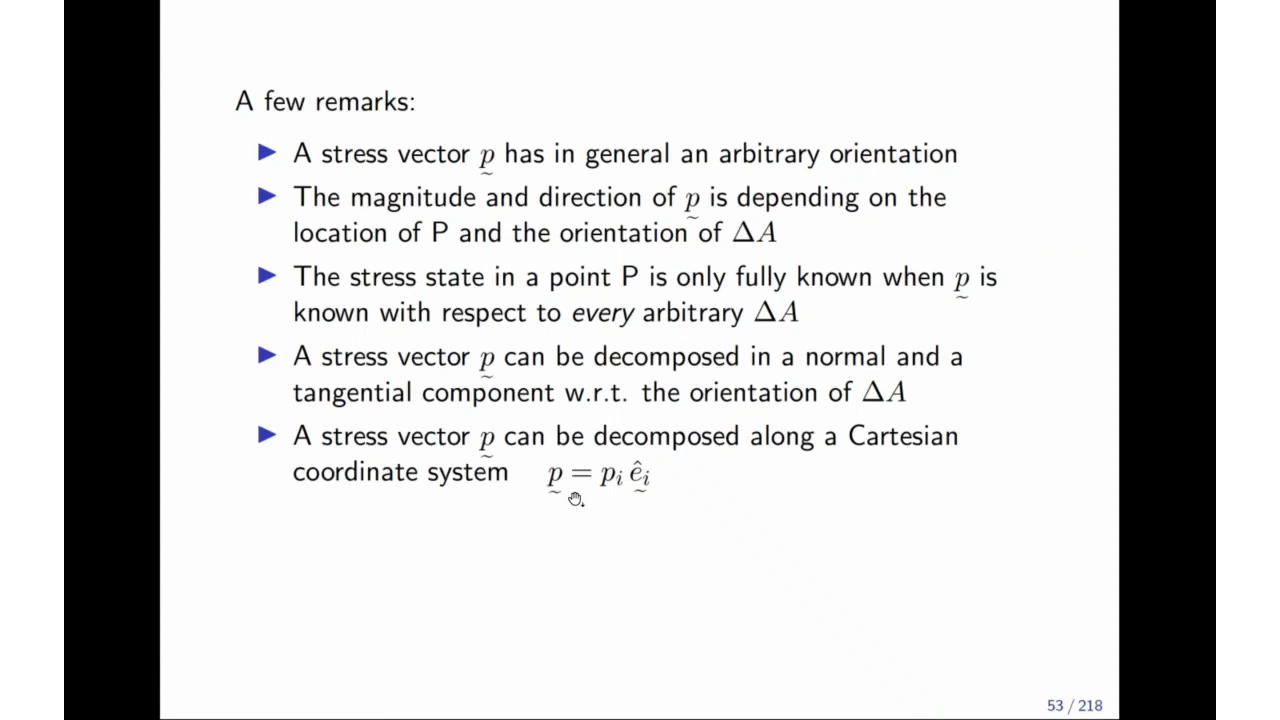 A few remarks:
▶ A stress vector p̰ has in general an arbitrary orientation
▶ The magnitude and direction of p̰ is depending on the
location of P and the orientation of ΔA
▶ The stress state in a point P is only fully known when p̰ is
known with respect to every arbitrary ΔA
▶ A stress vector p̰ can be decomposed in a normal and a
tangential component w.r.t. the orientation of ΔA
▶ A stress vector p̰ can be decomposed along a Cartesian
coordinate system p̰ = pᵢ ḛ̂ᵢ
53 / 218